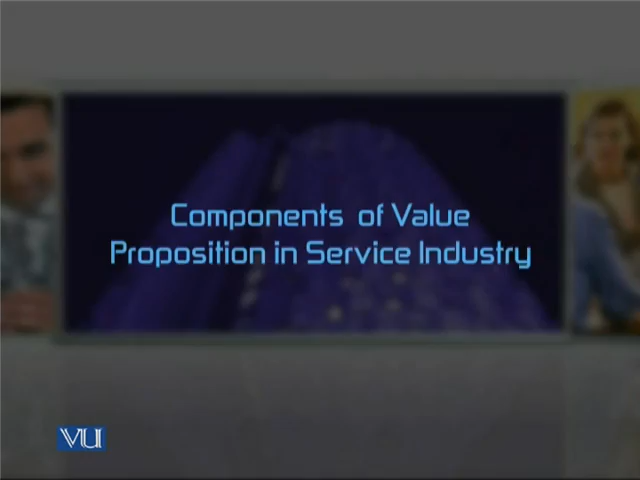 Components of Value
Proposition in Service Industry
VU